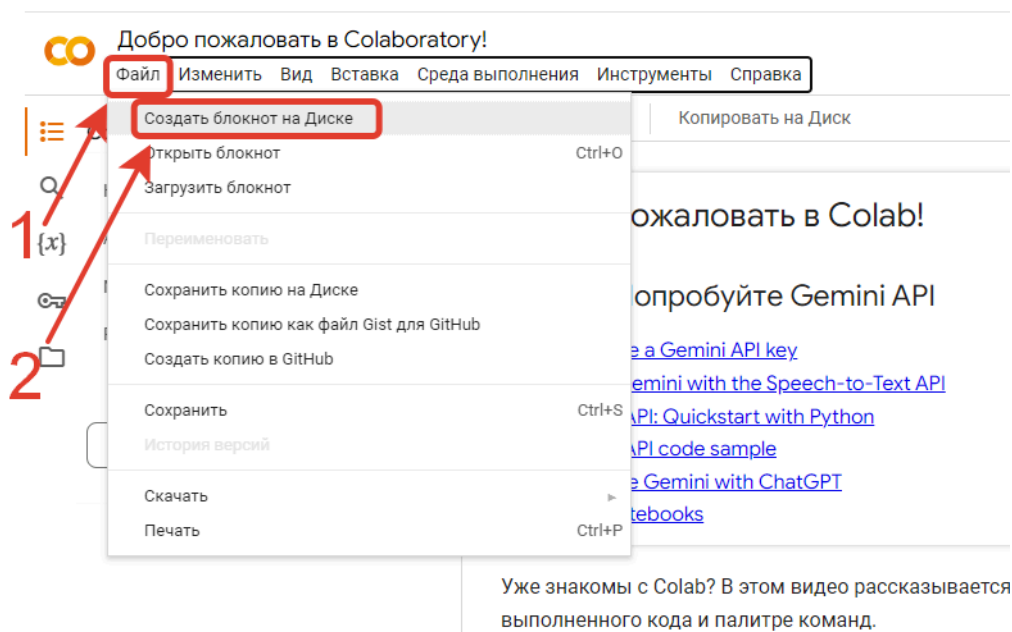 Добро пожаловать в Colaboratory!
Файл Изменить Вид Вставка Среда выполнения Инструменты Справка
Создать блокнот на Диске
Копировать на Диск
Открыть блокнот Ctrl+O
Загрузить блокнот
1
{x}
Переименовать
ожаловать в Colab!
Сохранить копию на Диске
опробуйте Gemini API
Сохранить копию как файл Gist для GitHub
Создать копию в GitHub
2
e a Gemini API key
emini with the Speech-to-Text API
Сохранить Ctrl+S
API: Quickstart with Python
История версий
API code sample
e Gemini with ChatGPT
Скачать
tebooks
Печать Ctrl+P
Уже знакомы с Colab? В этом видео рассказывается
выполненного кода и палитре команд.